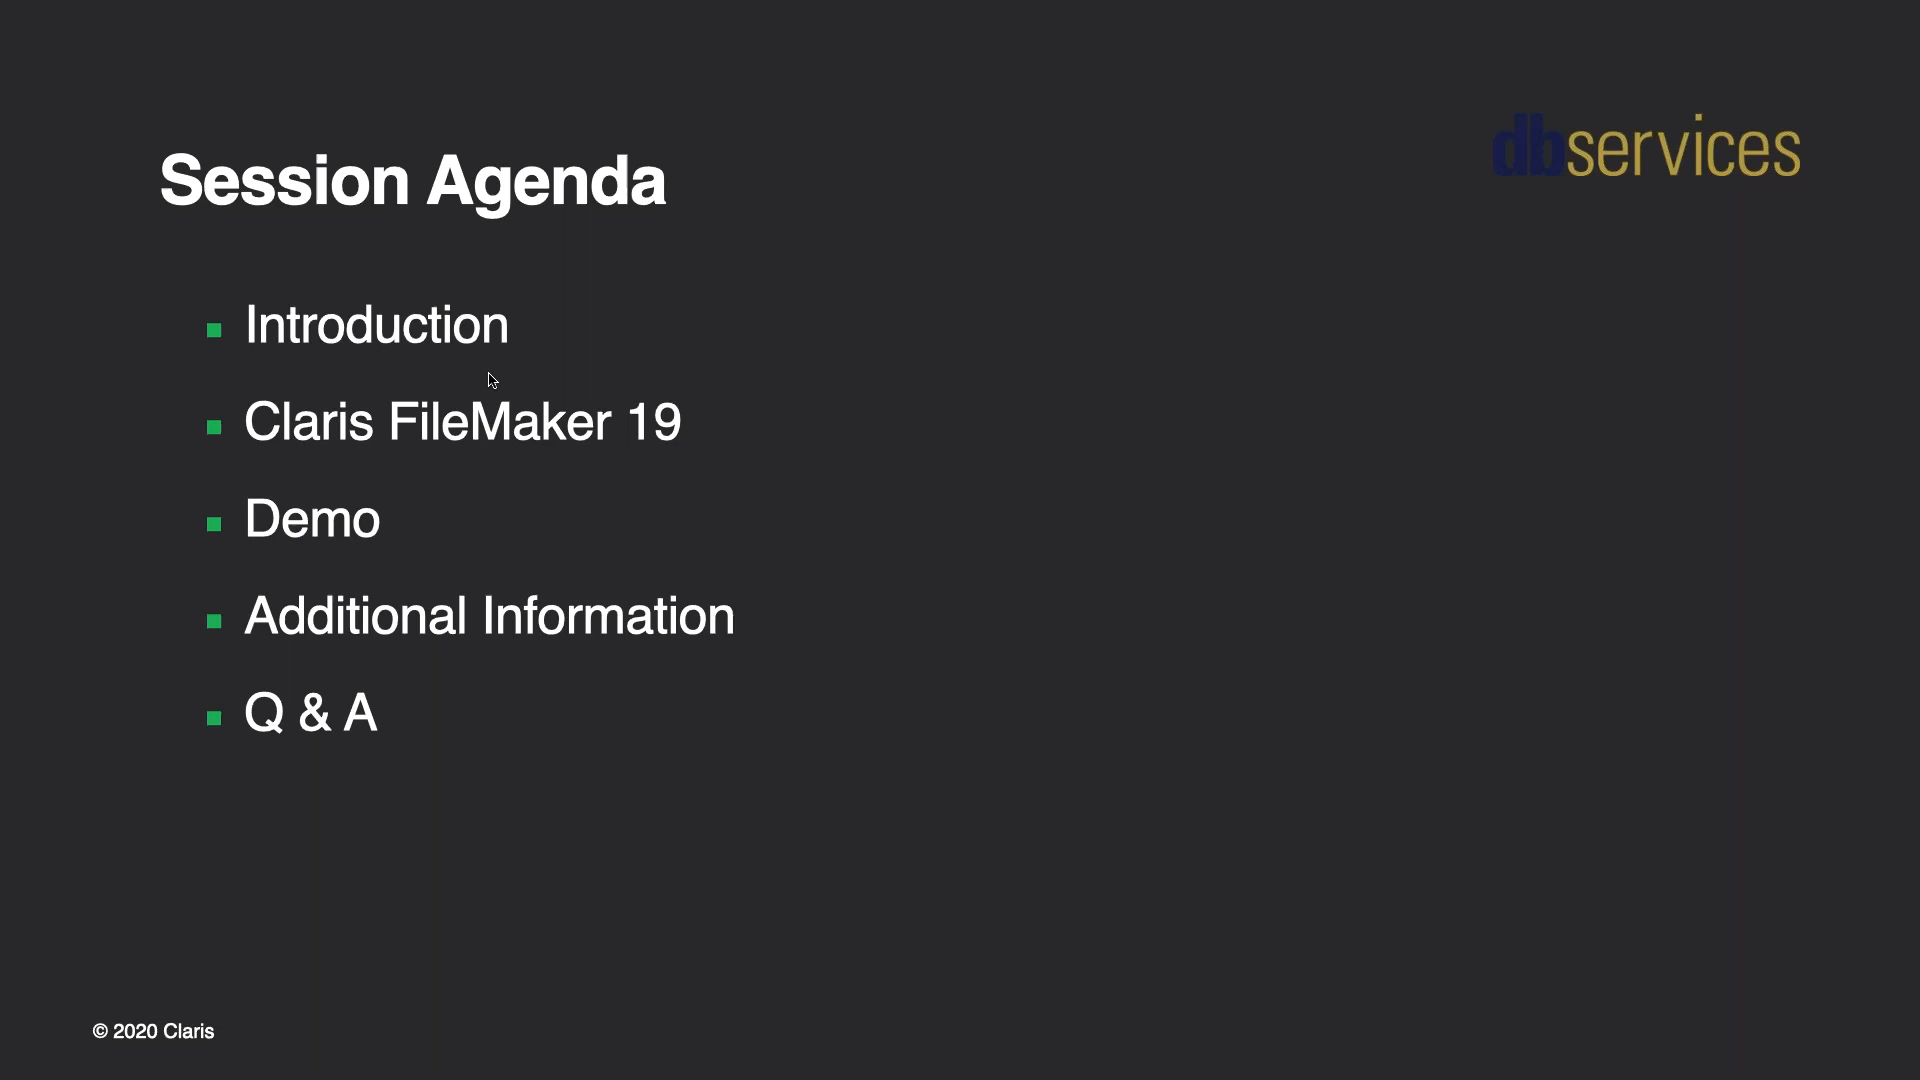 dbservices
Session Agenda
Introduction
Claris FileMaker 19
Demo
Additional Information
Q & A
© 2020 Claris